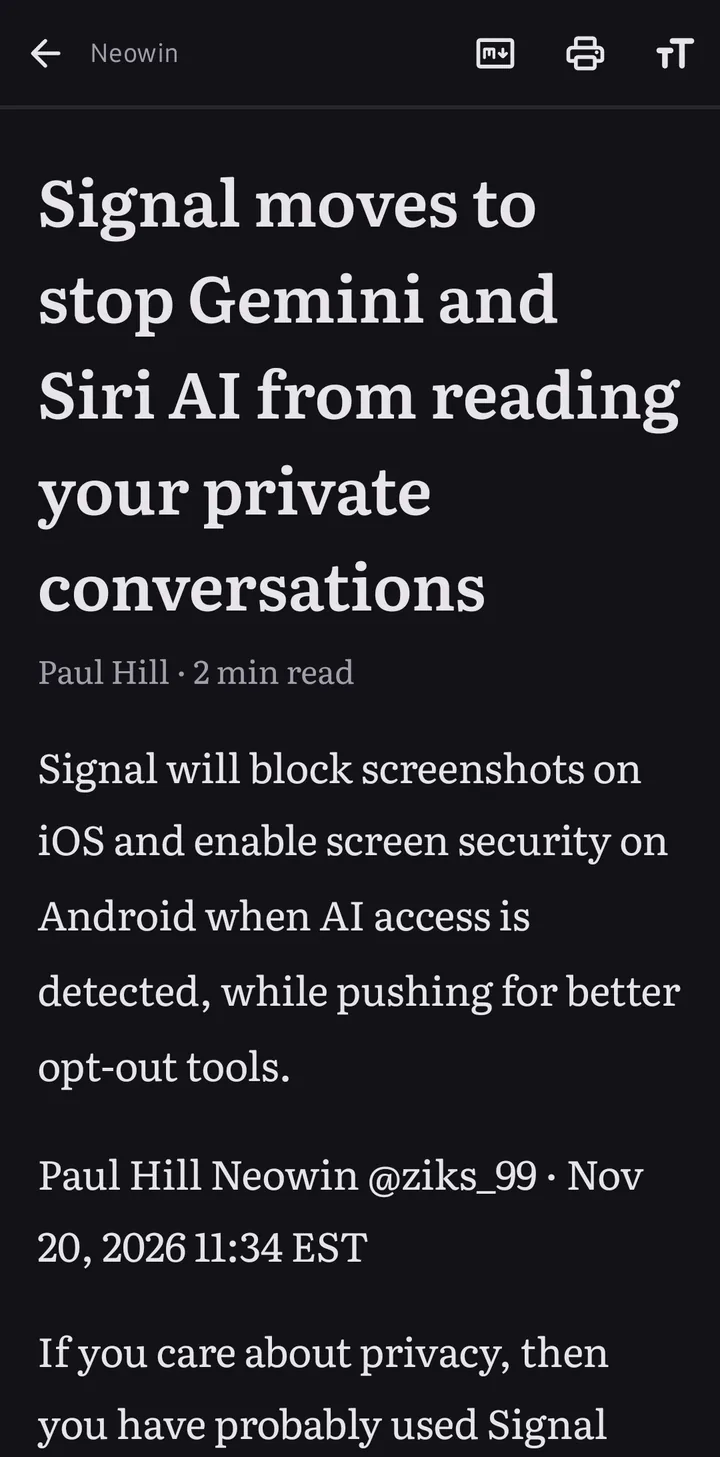 Neowin
Signal moves to
stop Gemini and
Siri AI from reading
your private
conversations
Paul Hill · 2 min read
Signal will block screenshots on
iOS and enable screen security on
Android when AI access is
detected, while pushing for better
opt-out tools.
Paul Hill Neowin @ziks_99 · Nov
20, 2026 11:34 EST
If you care about privacy, then
you have probably used Signal